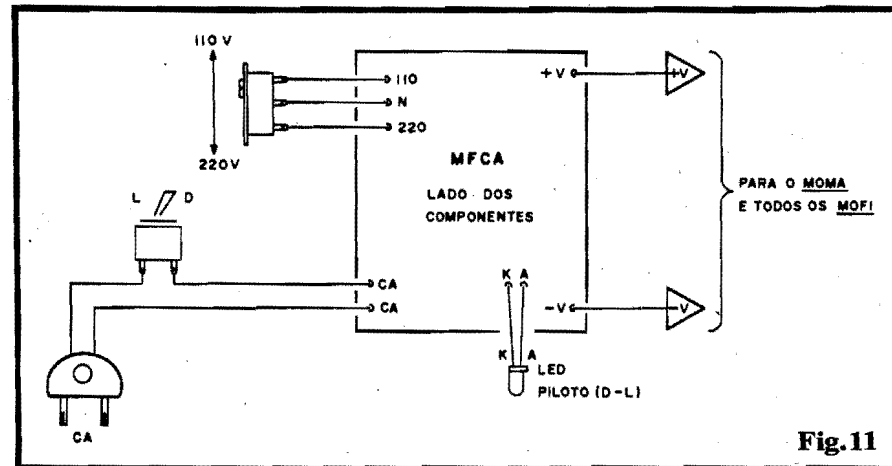 110 V
220V
110
N
220
MFCA
LADO DOS
COMPONENTES
+V
+V
PARA O MOMA
E TODOS OS MOFI
L D
CA
CA
K A
-V
-V
K A
LED
PILOTO (D-L)
CA
Fig.11